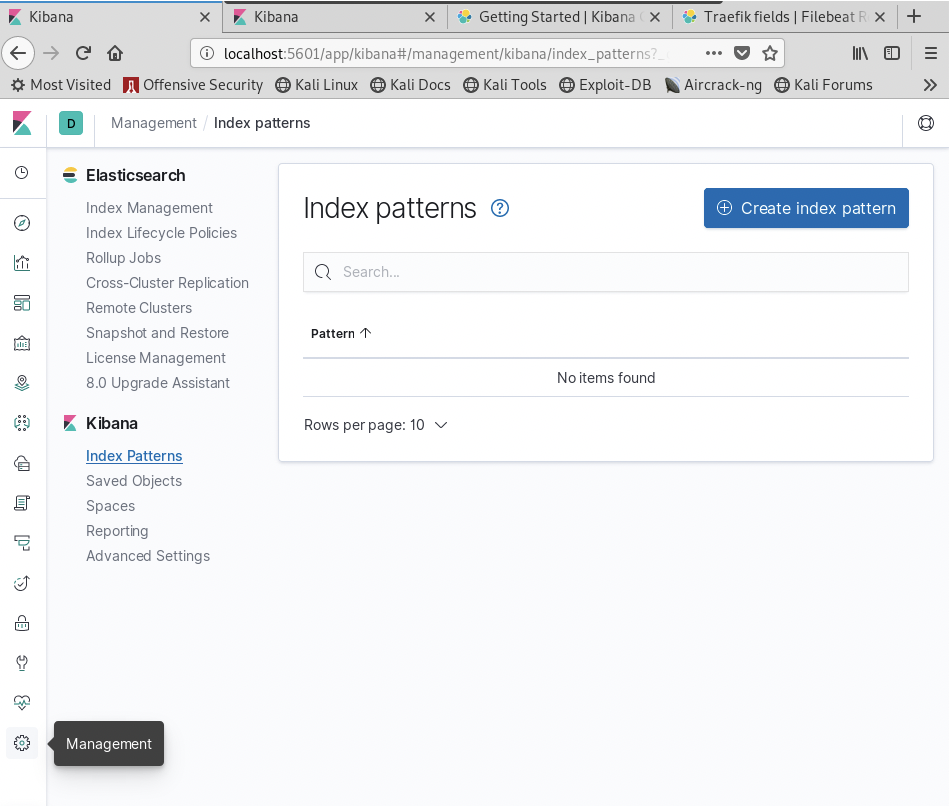 Kibana
Kibana
Getting Started | Kibana
Traefik fields | Filebeat R
localhost:5601/app/kibana#/management/kibana/index_patterns?_
Most Visited
Offensive Security
Kali Linux
Kali Docs
Kali Tools
Exploit-DB
Aircrack-ng
Kali Forums
D
Management / Index patterns
Elasticsearch
Index Management
Index Lifecycle Policies
Rollup Jobs
Cross-Cluster Replication
Remote Clusters
Snapshot and Restore
License Management
8.0 Upgrade Assistant
Kibana
Index Patterns
Saved Objects
Spaces
Reporting
Advanced Settings
Index patterns
Create index pattern
Search...
Pattern
No items found
Rows per page: 10
Management